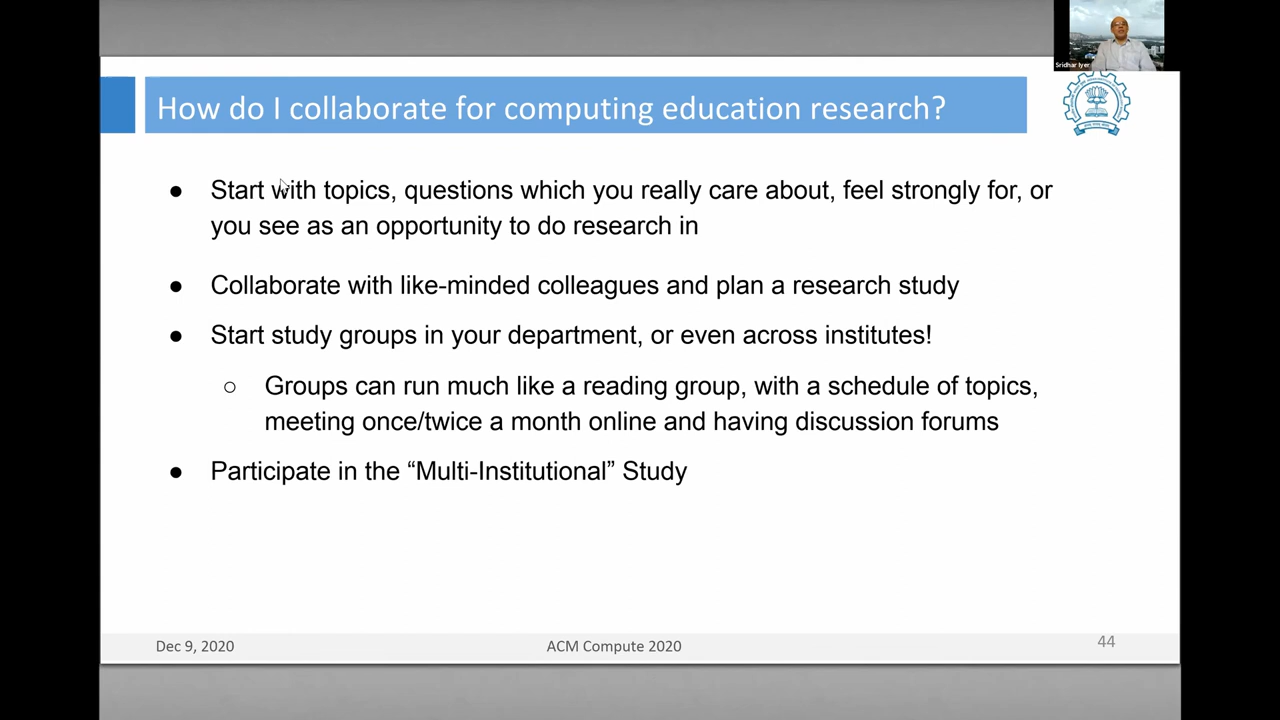 Sridhar Iyer
How do I collaborate for computing education research?
● Start with topics, questions which you really care about, feel strongly for, or
you see as an opportunity to do research in
● Collaborate with like-minded colleagues and plan a research study
● Start study groups in your department, or even across institutes!
○ Groups can run much like a reading group, with a schedule of topics,
meeting once/twice a month online and having discussion forums
● Participate in the “Multi-Institutional” Study
Dec 9, 2020
ACM Compute 2020
44